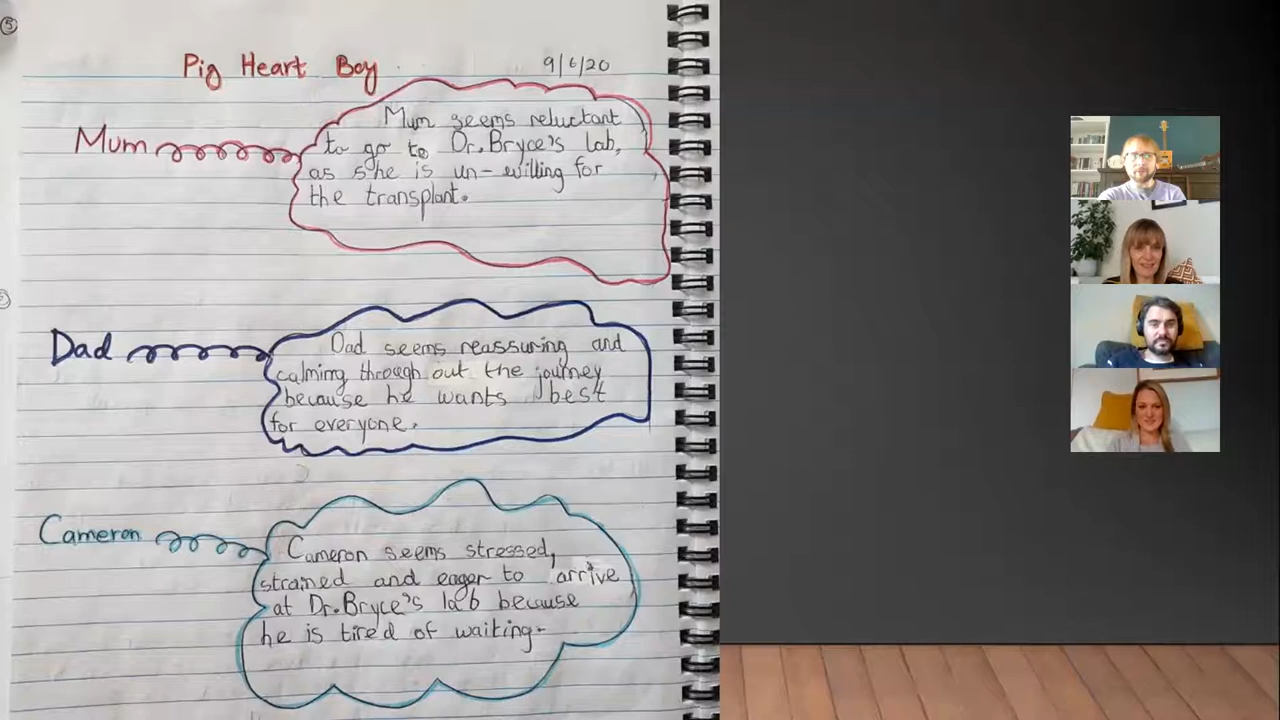 Pig Heart Boy
9/6/20
Mum
Mum seems reluctant
to go to Dr.Bryce's lab,
as she is un-willing for
the transplant.
Dad
Dad seems reassuring and
calming through out the journey
because he wants best
for everyone.
Cameron
Cameron seems stressed,
strained and eager to arrive
at Dr.Bryce's lab because
he is tired of waiting.